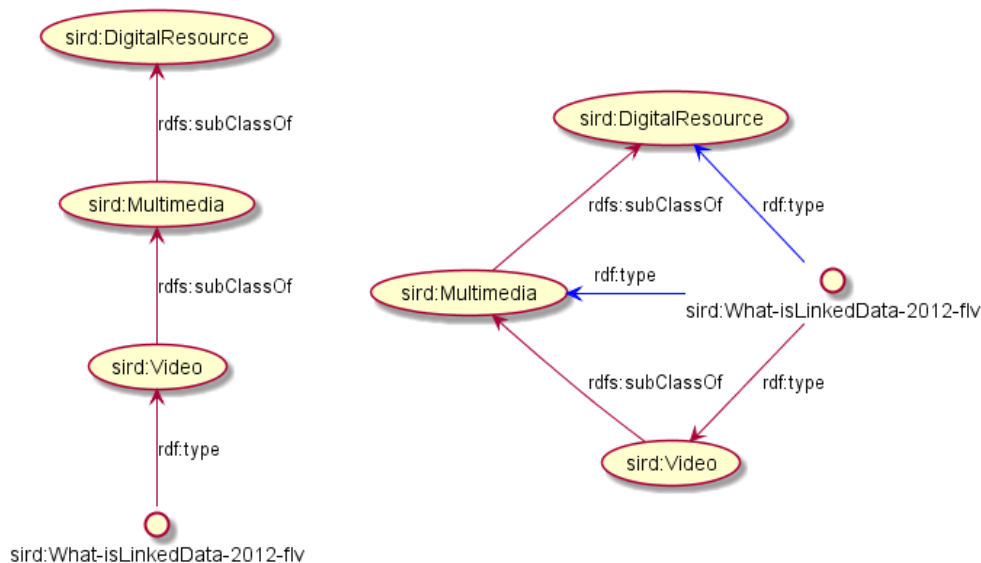 sird:DigitalResource
rdfs:subClassOf
sird:Multimedia
rdfs:subClassOf
sird:Video
rdf:type
sird:What-isLinkedData-2012-flv
sird:DigitalResource
rdfs:subClassOf
rdf:type
rdf:type
sird:Multimedia
sird:What-isLinkedData-2012-flv
rdfs:subClassOf
rdf:type
sird:Video